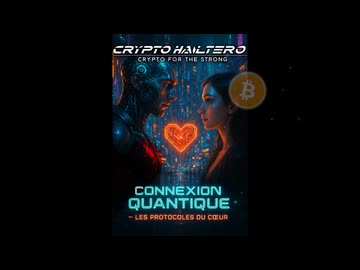 CRYPTO HAILTERO
CRYPTO FOR THE STRONG
CONNEXION
QUANTIQUE
– LES PROTOCOLES DU CŒUR